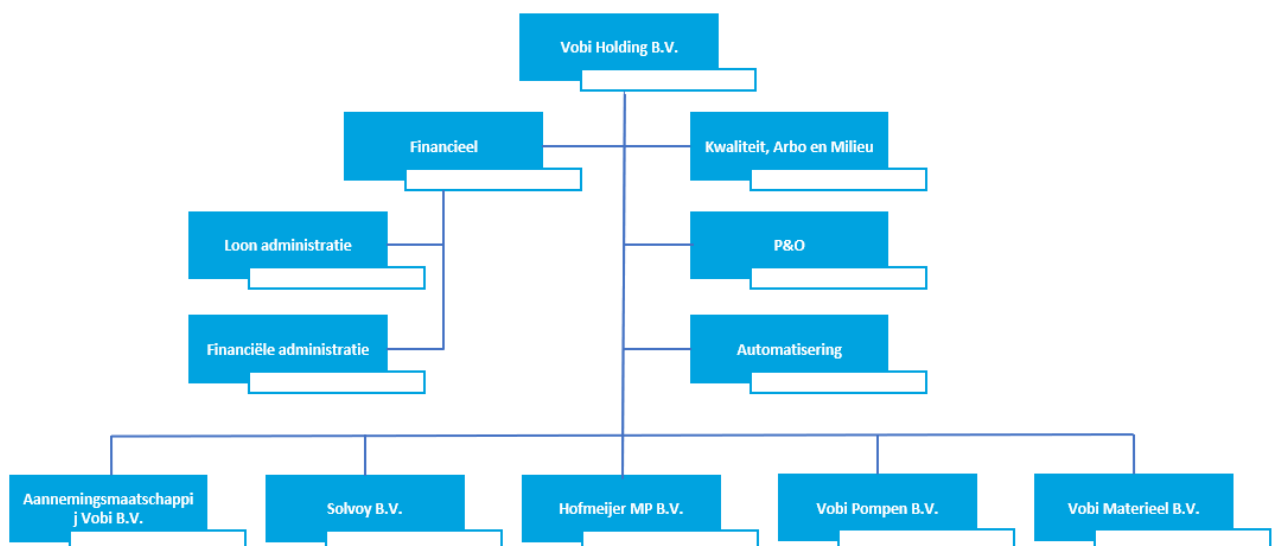 Vobi Holding B.V.
Financieel
Kwaliteit, Arbo en Milieu
Loon administratie
P&O
Financiële administratie
Automatisering
Aannemingsmaatschappi
j Vobi B.V.
Solvoy B.V.
Hofmeijer MP B.V.
Vobi Pompen B.V.
Vobi Materieel B.V.